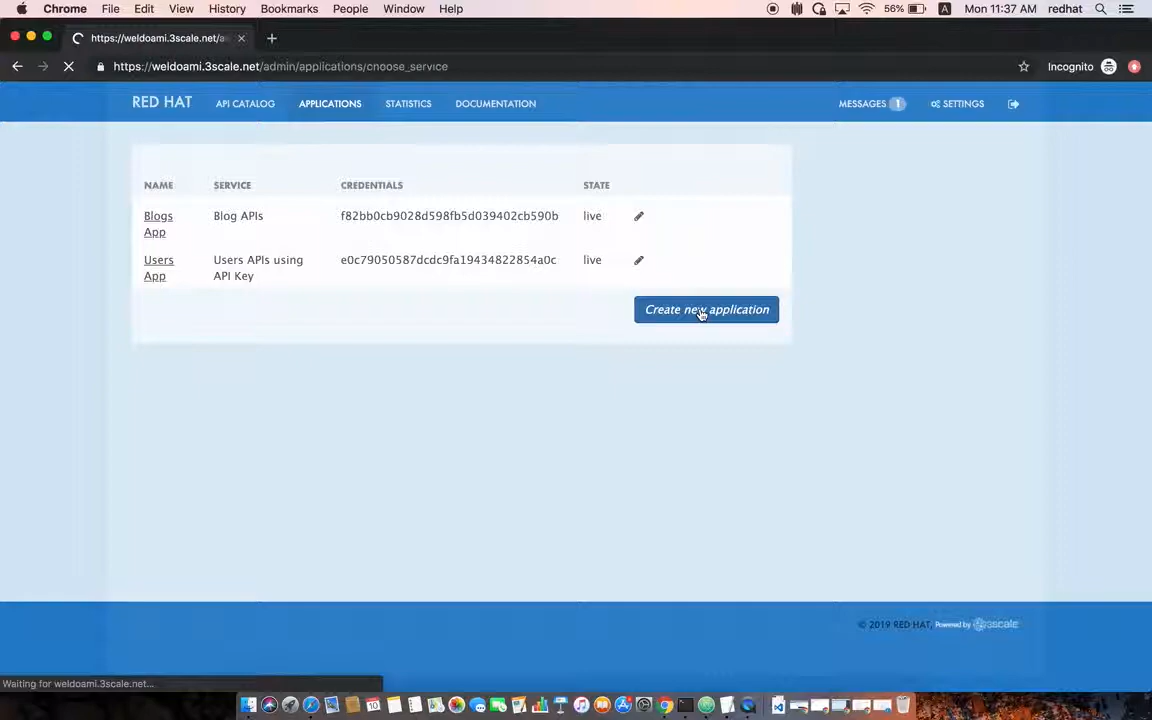 Chrome File Edit View History Bookmarks People Window Help 56% A Mon 11:37 AM redhat
https://weldoami.3scale.net/a
https://weldoami.3scale.net/admin/applications/choose_service Incognito
RED HAT API CATALOG APPLICATIONS STATISTICS DOCUMENTATION MESSAGES 1 SETTINGS
NAME SERVICE CREDENTIALS STATE
Blogs App Blog APIs f82bb0cb9028d598fb5d039402cb590b live
Users App Users APIs using API Key e0c79050587dcdc9fa19434822854a0c live
Create new application
© 2019 RED HAT. Powered by 3scale
Waiting for weldoami.3scale.net...